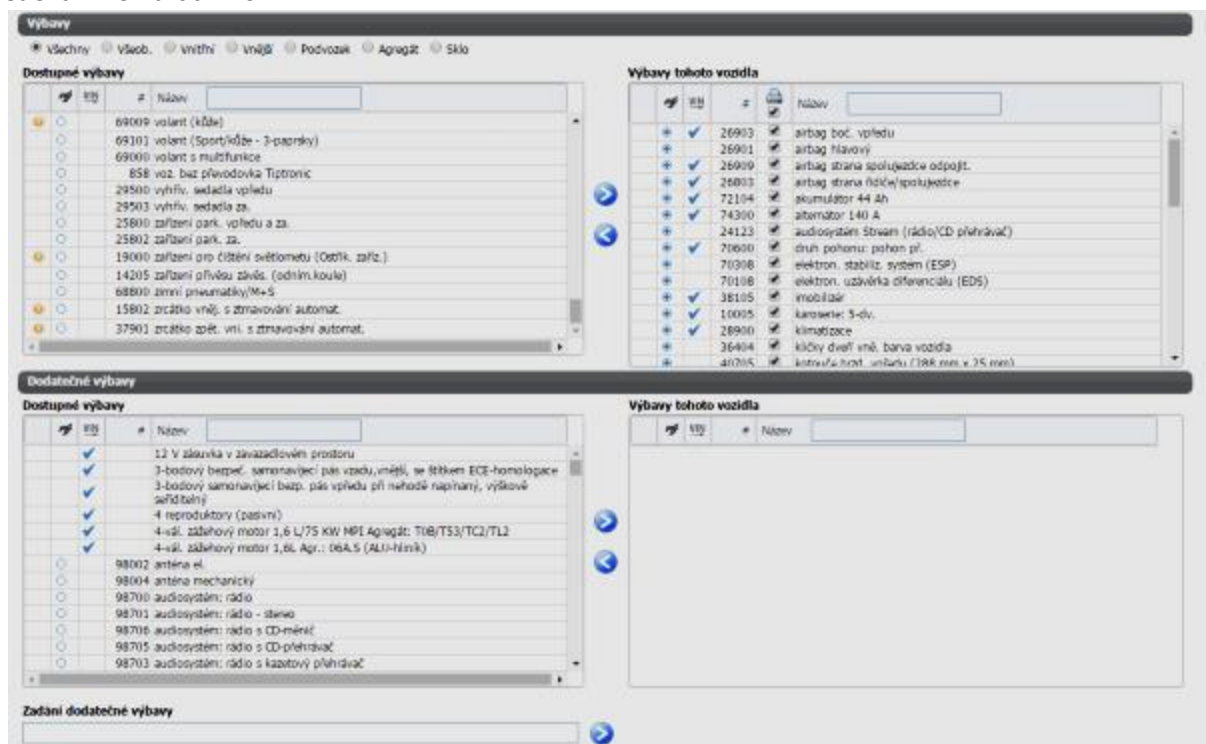 Výbavy
Všechny Všeob. Vnitřní Vnější Podvozek Agregát Sklo
Dostupné výbavy
# Název
69009 volant (kůže)
69101 volant (Sport/kůže - 3-paprsky)
69000 volant s multifunkce
858 voz. bez převodovka Tiptronic
29500 vyhřív. sedadla vpředu
29503 vyhřív. sedadla za.
25800 zařízení park. vpředu a za.
25802 zařízení park. za.
19000 zařízení pro čištění světlometu (Ostřik. zaříz.)
14205 zařízení přívěsu závěs. (odním.koule)
68800 zimní pneumatiky/M+S
15802 zrcátko vněj. s ztmavování automat.
37901 zrcátko zpět. vni. s ztmavování automat.
Výbavy tohoto vozidla
# Název
26903 airbag boč. vpředu
26901 airbag hlavový
26909 airbag strana spolujezdce odpojit.
26803 airbag strana řidiče/spolujezdce
72104 akumulátor 44 Ah
74300 alternátor 140 A
24123 audiosystém Stream (rádio/CD přehrávač)
70600 druh pohonu: pohon př.
70308 elektron. stabiliz. systém (ESP)
70108 elektron. uzávěrka diferenciálu (EDS)
38105 imobilizér
10005 karoserie: 5-dv.
28900 klimatizace
36404 kličky dveří vně. barva vozidla
40705 kotouče brzd. vpředu (288 mm x 25 mm)
Dodatečné výbavy
Dostupné výbavy
# Název
12 V zásuvka v zavazadlovém prostoru
3-bodový bezpeč. samonavíjecí pás vzadu,vnější, se štítkem ECE-homologace
3-bodový samonavíjecí bezp. pás vpředu při nehodě napínaný, výškově
seřiditelný
4 reproduktory (pasivní)
4-vál. zážehový motor 1,6 L/75 KW MPI Agregát: T08/T53/TC2/TL2
4-vál. zážehový motor 1,6L Agr.: 06A.S (ALU-hliník)
98002 anténa el.
98004 anténa mechanický
98700 audiosystém: rádio
98701 audiosystém: rádio - stereo
98706 audiosystém: rádio s CD-měnič
98705 audiosystém: rádio s CD-přehrávač
98703 audiosystém: rádio s kazetový přehrávač
Výbavy tohoto vozidla
# Název
Zadání dodatečné výbavy